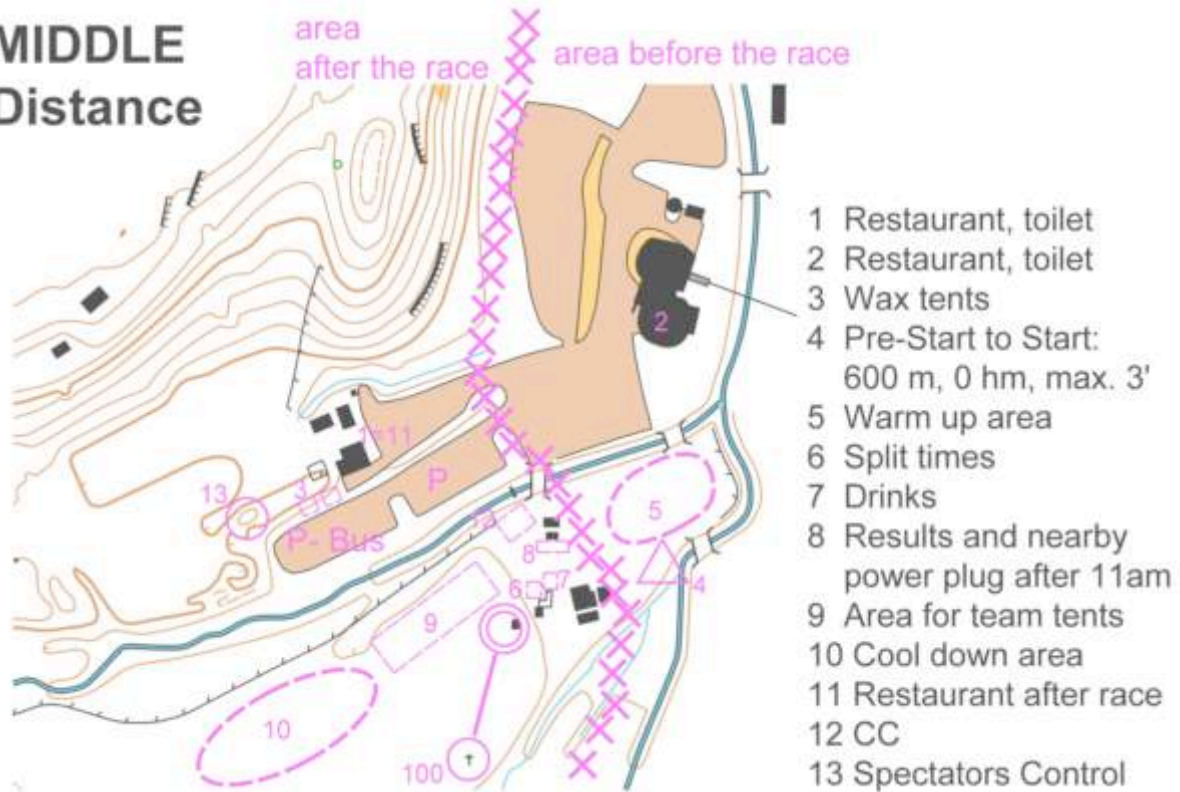 MIDDLE
Distance
area
after the race
area before the race
2
11
13
3
P
P- Bus
5
8
6
7
4
9
10
100
1 Restaurant, toilet
2 Restaurant, toilet
3 Wax tents
4 Pre-Start to Start:
600 m, 0 hm, max. 3'
5 Warm up area
6 Split times
7 Drinks
8 Results and nearby
power plug after 11am
9 Area for team tents
10 Cool down area
11 Restaurant after race
12 CC
13 Spectators Control